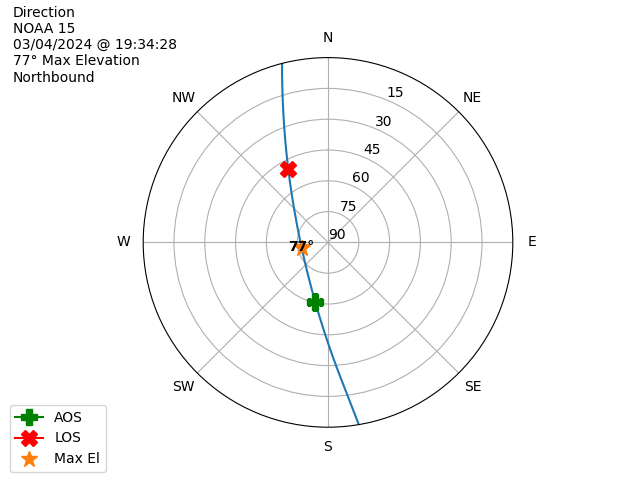 Direction
NOAA 15
03/04/2024 @ 19:34:28
77° Max Elevation
Northbound
N
NW
NE
15
30
45
60
75
90
W
E
77°
SW
SE
S
AOS
LOS
Max El